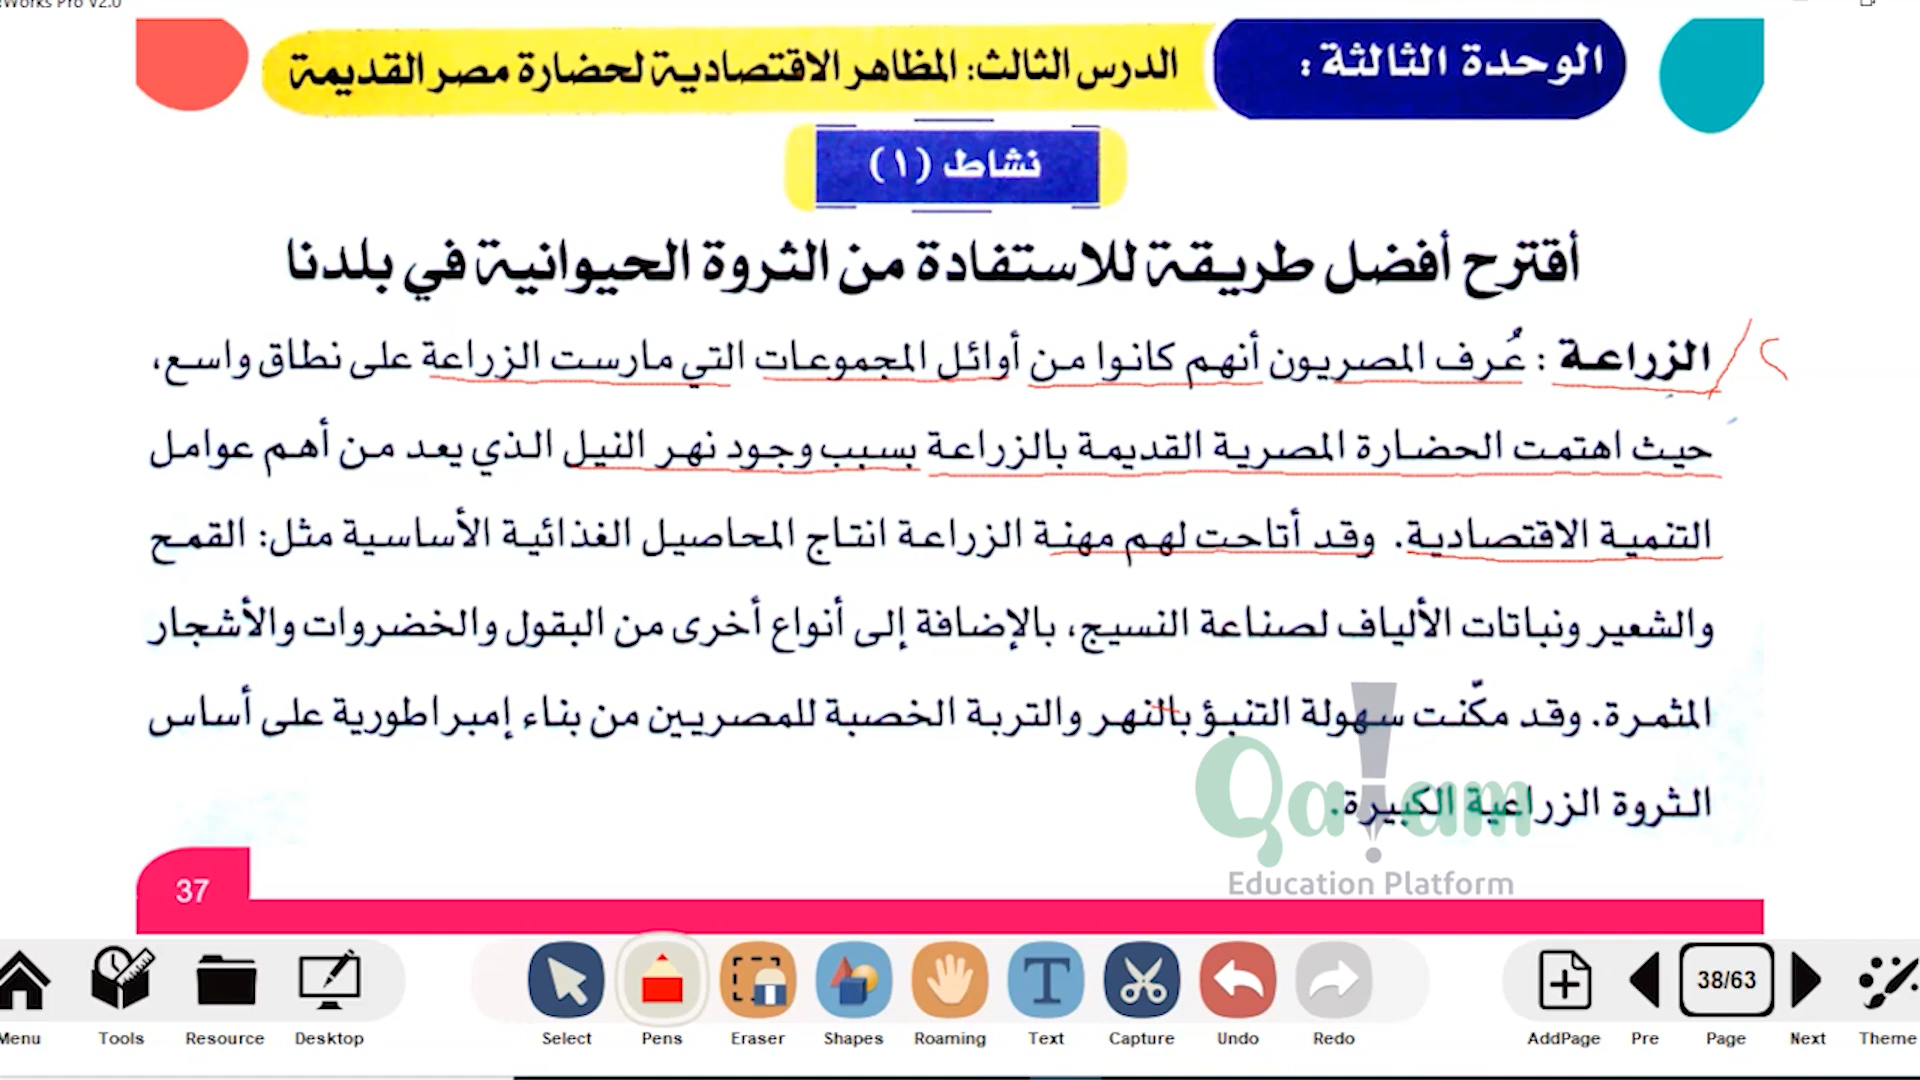 Works Pro V2.0
الوحدة الثالثة :
الدرس الثالث: المظاهر الاقتصادية لحضارة مصر القديمة
نشاط (١)
أقترح أفضل طريقة للاستفادة من الثروة الحيوانية في بلدنا
٢/ الزراعة : عُرف المصريون أنهم كانوا من أوائل المجموعات التي مارست الزراعة على نطاق واسع،
حيث اهتمت الحضارة المصرية القديمة بالزراعة بسبب وجود نهر النيل الذي يعد من أهم عوامل
التنمية الاقتصادية. وقد أتاحت لهم مهنة الزراعة انتاج المحاصيل الغذائية الأساسية مثل: القمح
والشعير ونباتات الألياف لصناعة النسيج، بالإضافة إلى أنواع أخرى من البقول والخضروات والأشجار
المثمرة. وقد مكّنت سهولة التنبؤ بالنهر والتربة الخصبة للمصريين من بناء إمبراطورية على أساس
الثروة الزراعية الكبيرة.
Qalam
Education Platform
37
Menu Tools Resource Desktop Select Pens Eraser Shapes Roaming Text Capture Undo Redo AddPage Pre 38/63 Page Next Theme